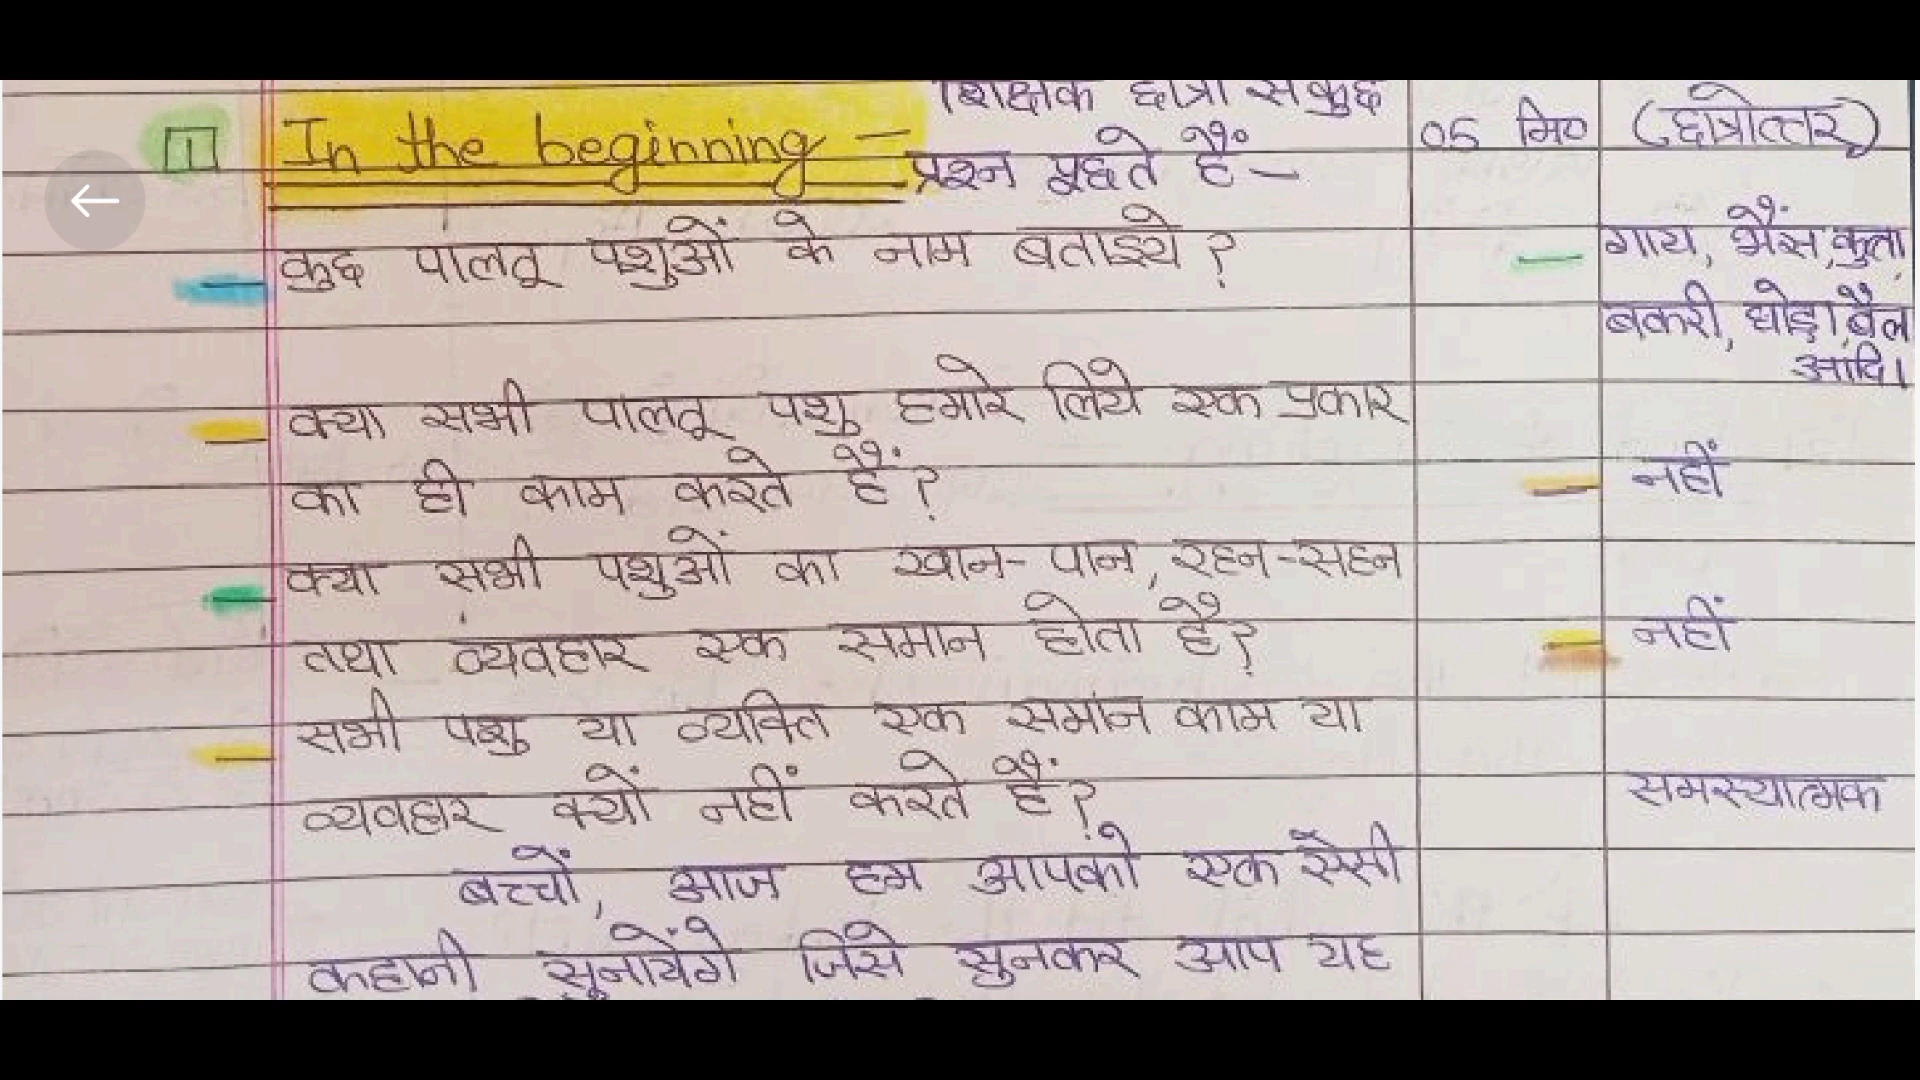 शिक्षक छात्रों से कुछ
1 In the beginning - प्रश्न पूछते हैं - 05 मि० (छात्रोत्तर)
कुछ पालतू पशुओं के नाम बताइये? - गाय, भैंस, कुत्ता,
बकरी, घोड़ा, बैल
आदि।
क्या सभी पालतू पशु हमारे लिये एक प्रकार
का ही काम करते हैं? - नहीं
क्या सभी पशुओं का खान-पान, रहन-सहन
तथा व्यवहार एक समान होता है? - नहीं
सभी पशु या व्यक्ति एक समान काम या
व्यवहार क्यों नहीं करते हैं? समस्यात्मक
बच्चों, आज हम आपको एक ऐसी
कहानी सुनायेंगे जिसे सुनकर आप यह